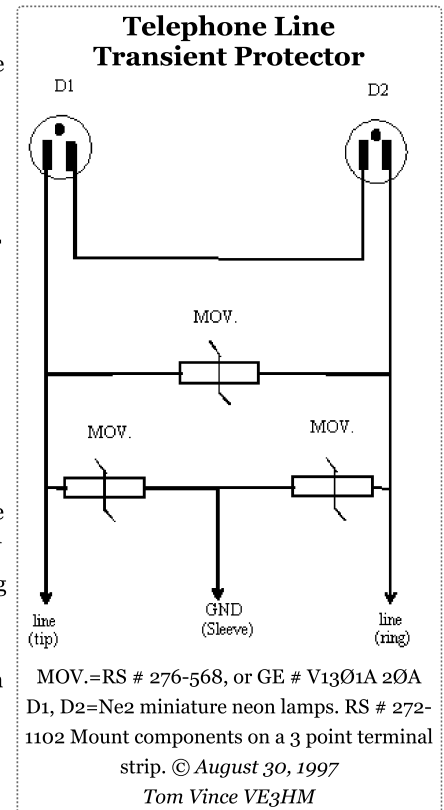 Telephone Line
Transient Protector
D1
D2
MOV.
MOV.
MOV.
line
(tip)
GND
(Sleeve)
line
(ring)
MOV.=RS # 276-568, or GE # V13Ø1A 2ØA
D1, D2=Ne2 miniature neon lamps. RS # 272-
1102 Mount components on a 3 point terminal
strip. © August 30, 1997
Tom Vince VE3HM